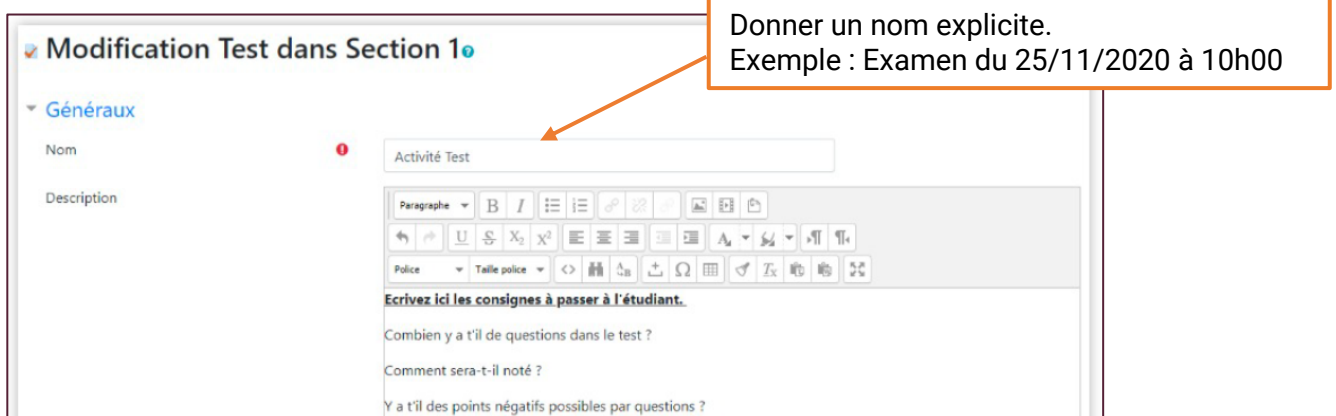 Donner un nom explicite.
Exemple : Examen du 25/11/2020 à 10h00
Modification Test dans Section 1
Généraux
Nom
Activité Test
Description
Paragraphe
B I
U S X₂ X²
Police
Taille police
Ecrivez ici les consignes à passer à l'étudiant.
Combien y a t'il de questions dans le test ?
Comment sera-t-il noté ?
Y a t'il des points négatifs possibles par questions ?